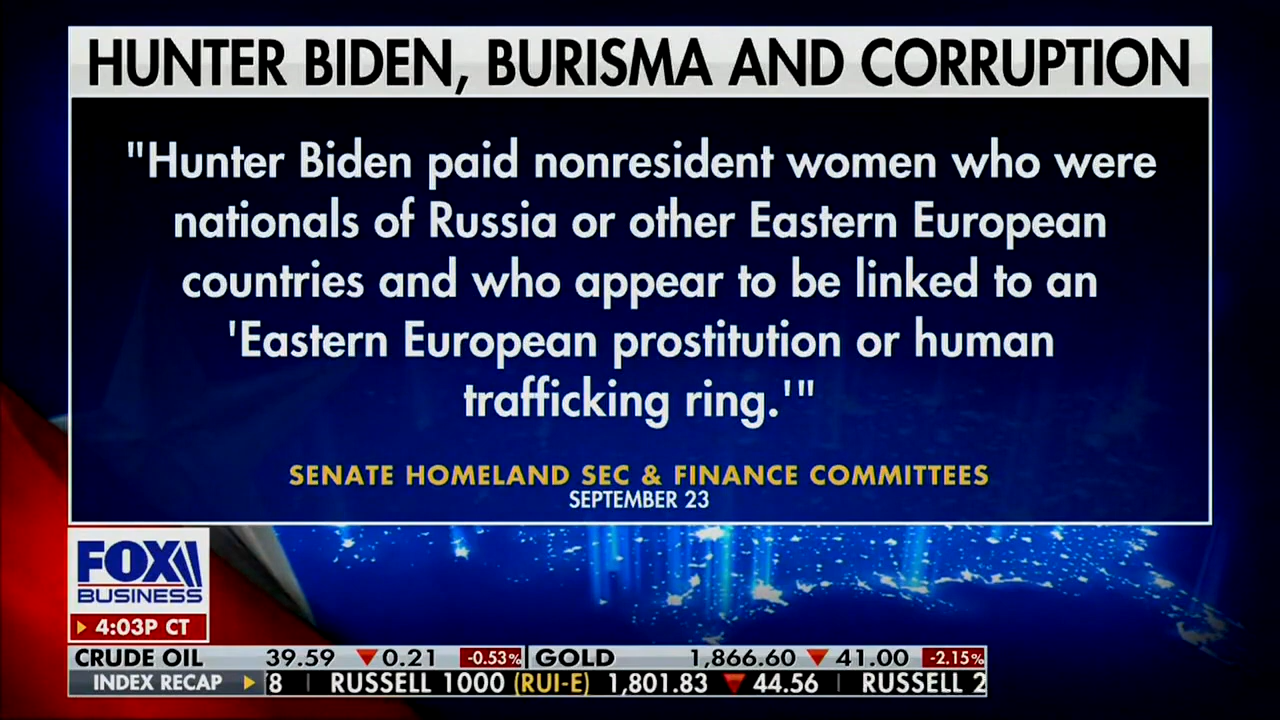 HUNTER BIDEN, BURISMA AND CORRUPTION
"Hunter Biden paid nonresident women who were
nationals of Russia or other Eastern European
countries and who appear to be linked to an
'Eastern European prostitution or human
trafficking ring.'"
SENATE HOMELAND SEC & FINANCE COMMITTEES
SEPTEMBER 23
FOX
BUSINESS
4:03P CT
CRUDE OIL 39.59 ▼0.21 -0.53% GOLD 1,866.60 ▼ 41.00 -2.15%
INDEX RECAP 8 | RUSSELL 1000 (RUI-E) 1,801.83 ▼ 44.56 | RUSSELL 2